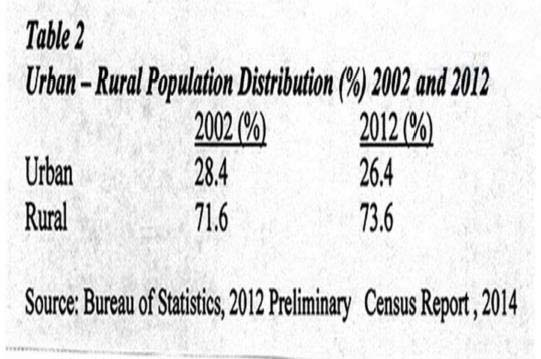 Table 2
Urban – Rural Population Distribution (%) 2002 and 2012
2002 (%) 2012 (%)
Urban 28.4 26.4
Rural 71.6 73.6
Source: Bureau of Statistics, 2012 Preliminary Census Report , 2014